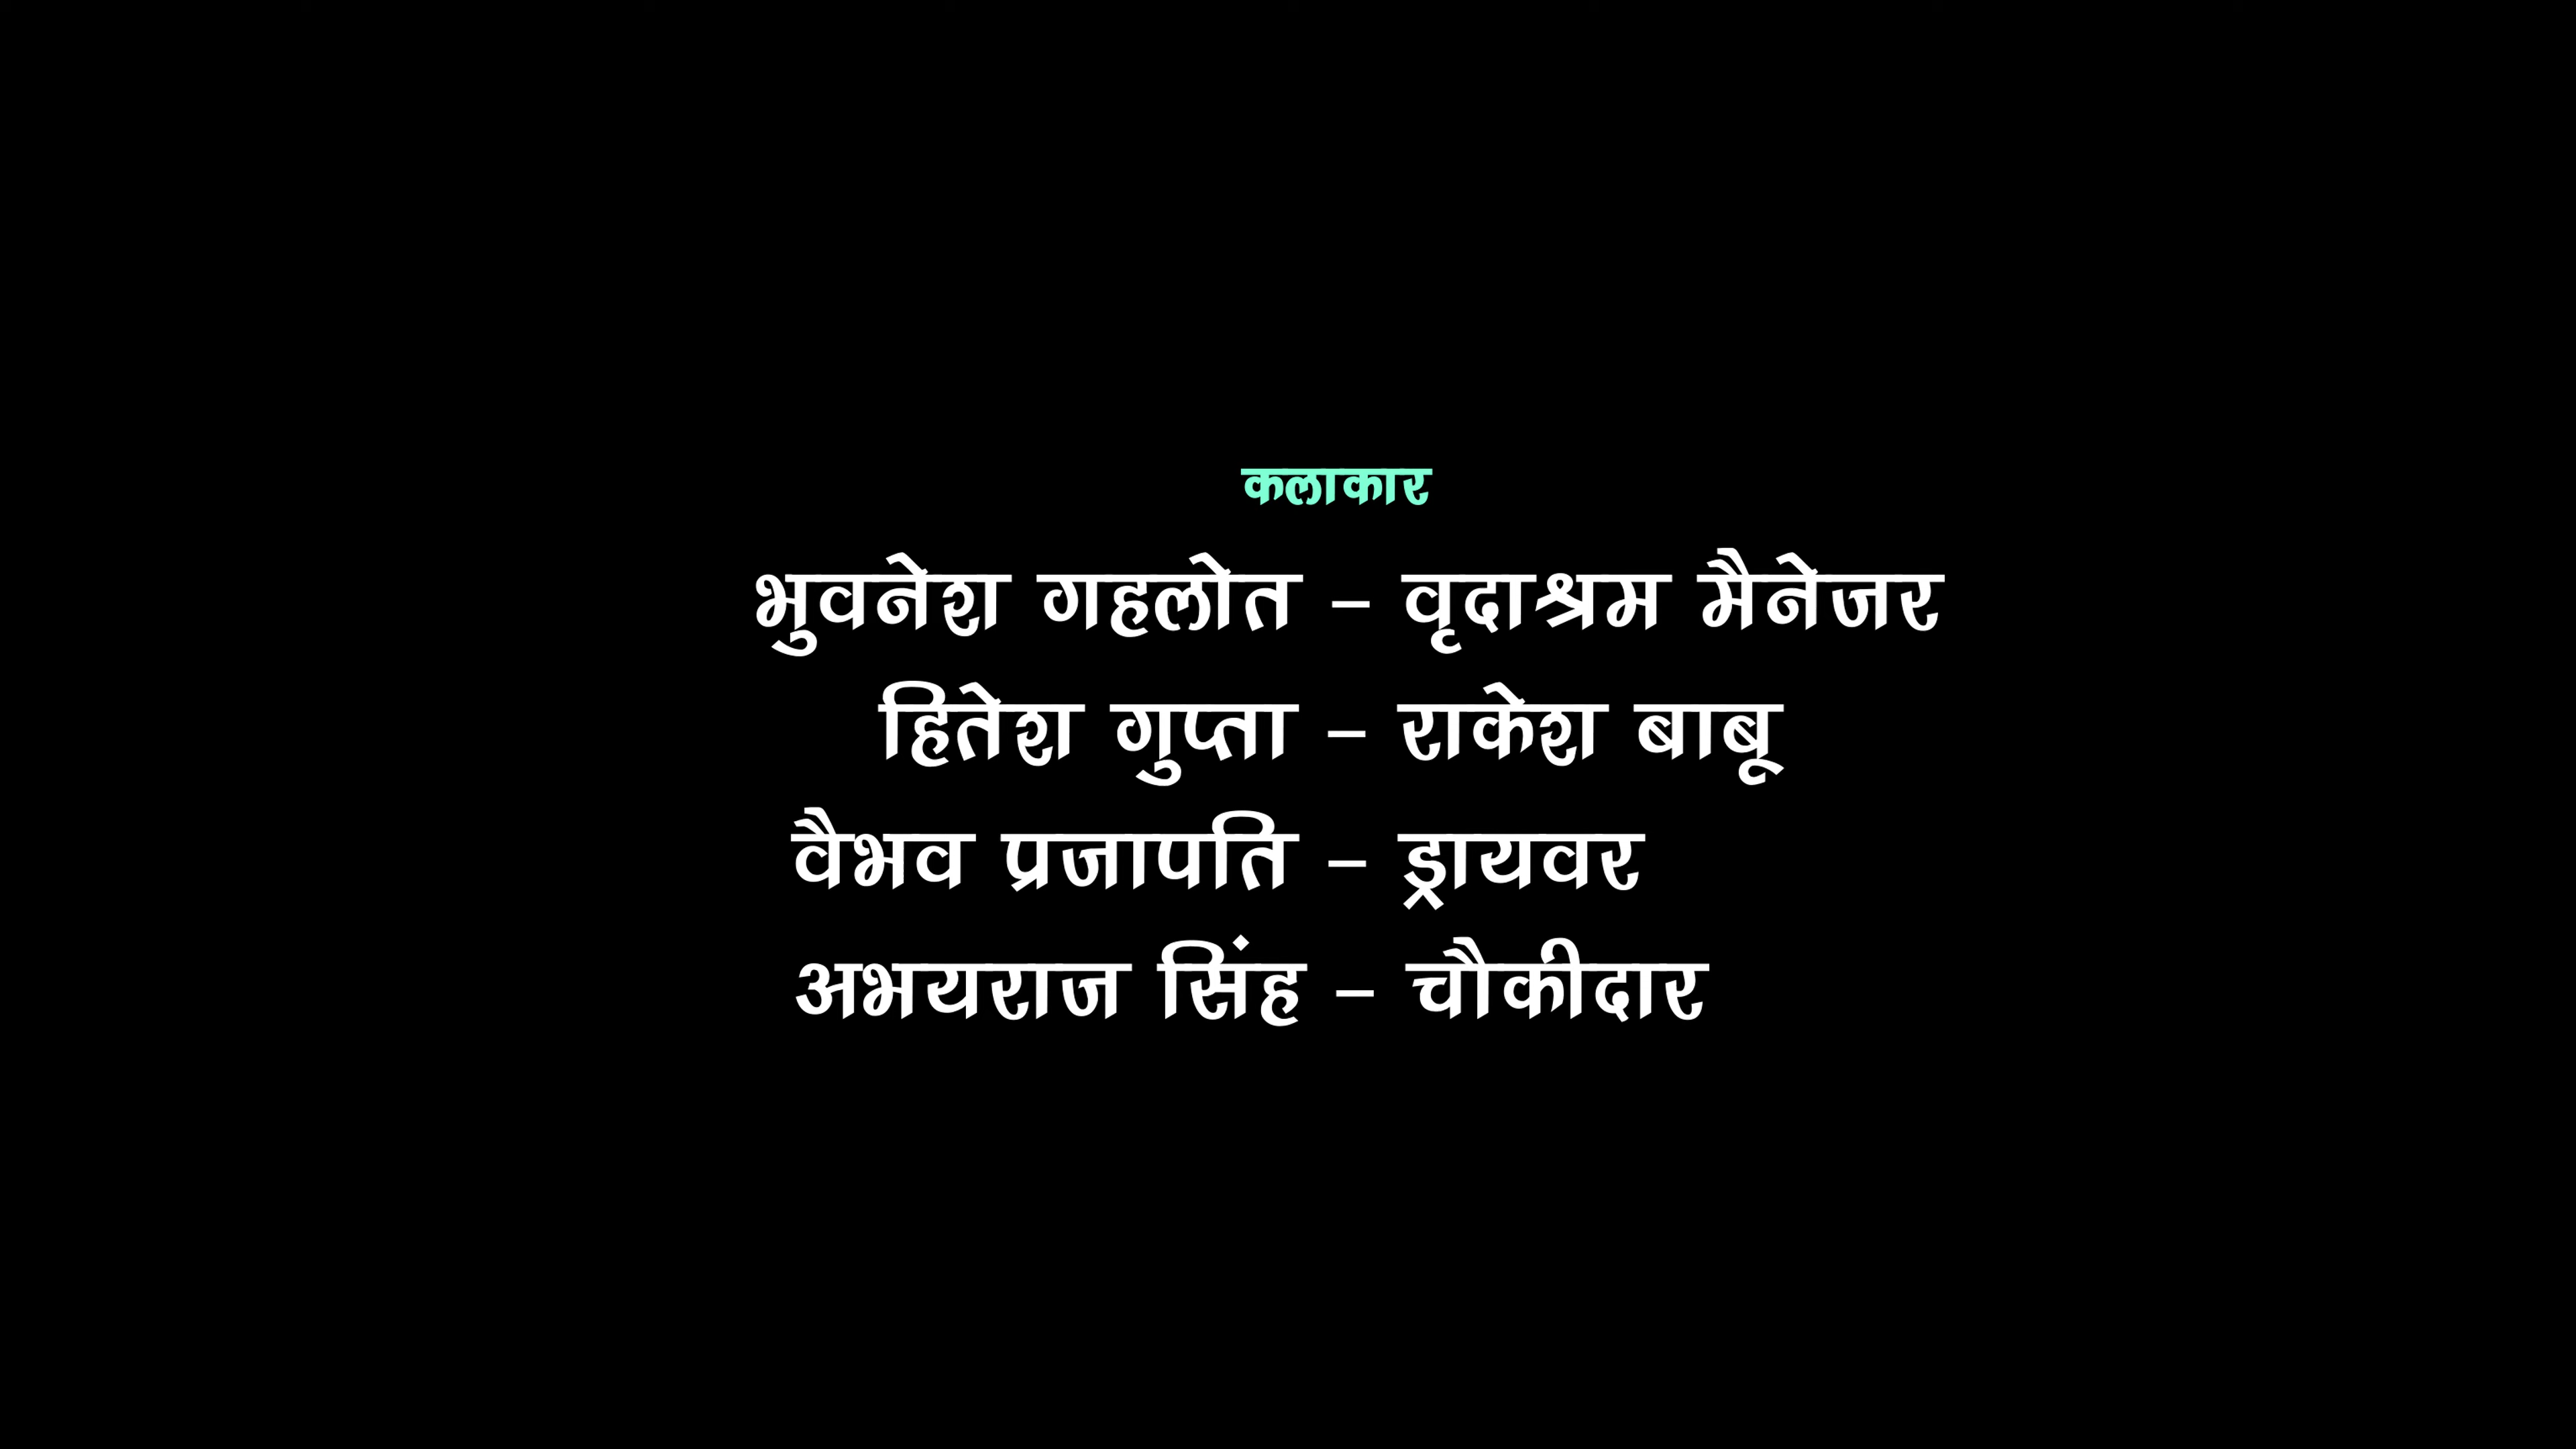 कलाकार
भुवनेश गहलोत – वृदाश्रम मैनेजर
हितेश गुप्ता – राकेश बाबू
वैभव प्रजापति – ड्रायवर
अभयराज सिंह – चौकीदार